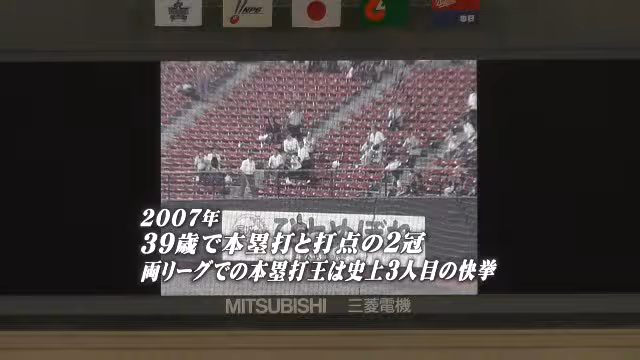 NPB
2007年
39歳で本塁打と打点の2冠
両リーグでの本塁打王は史上3人目の快挙
MITSUBISHI 三菱電機